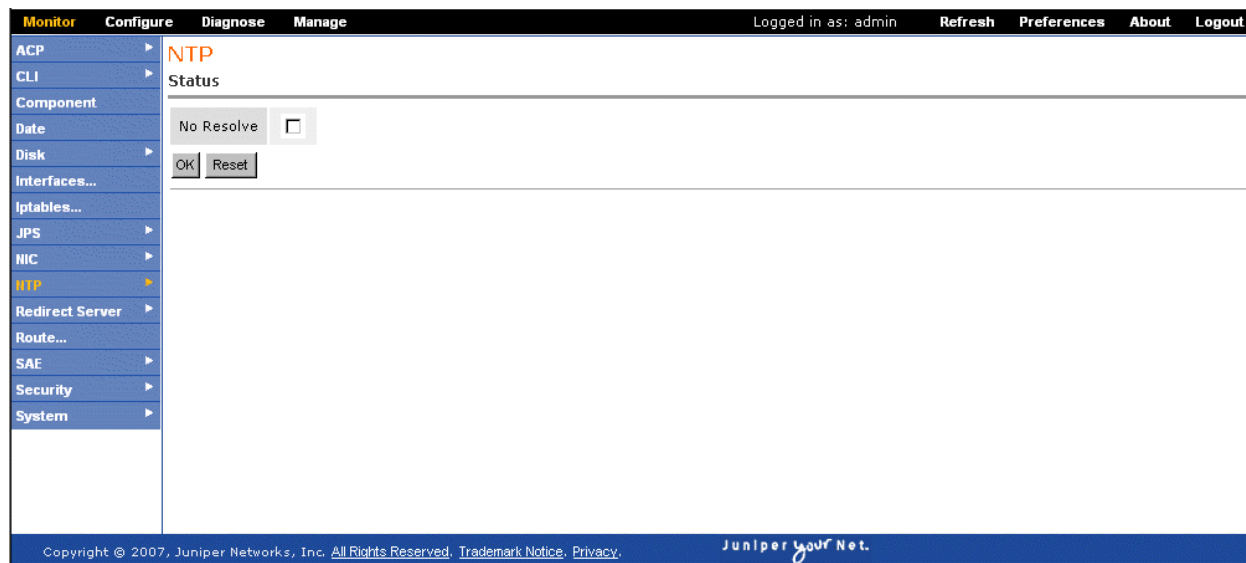 Monitor Configure Diagnose Manage Logged in as: admin Refresh Preferences About Logout
ACP
CLI
Component
Date
Disk
Interfaces...
Iptables...
JPS
NIC
NTP
Redirect Server
Route...
SAE
Security
System
NTP
Status
No Resolve
OK Reset
Copyright © 2007, Juniper Networks, Inc. All Rights Reserved. Trademark Notice. Privacy.
Juniper your Net.